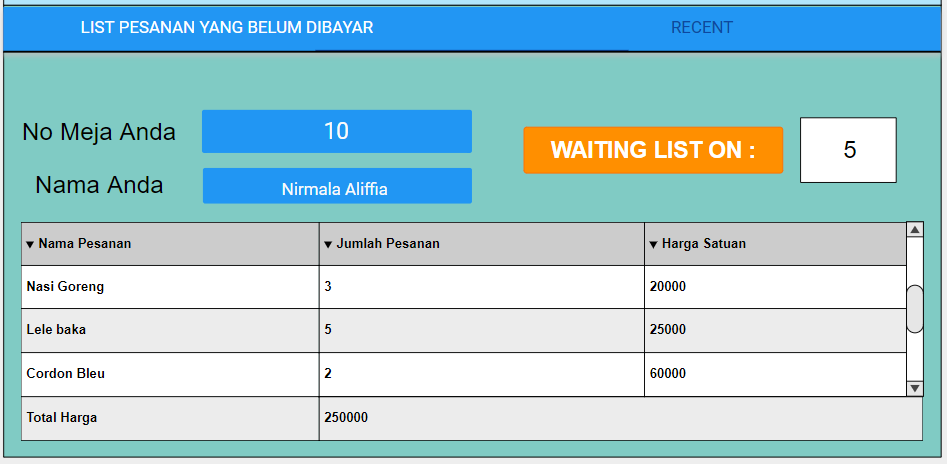 LIST PESANAN YANG BELUM DIBAYAR RECENT
No Meja Anda 10
WAITING LIST ON : 5
Nama Anda Nirmala Aliffia
Nama Pesanan Jumlah Pesanan Harga Satuan
Nasi Goreng 3 20000
Lele baka 5 25000
Cordon Bleu 2 60000
Total Harga 250000